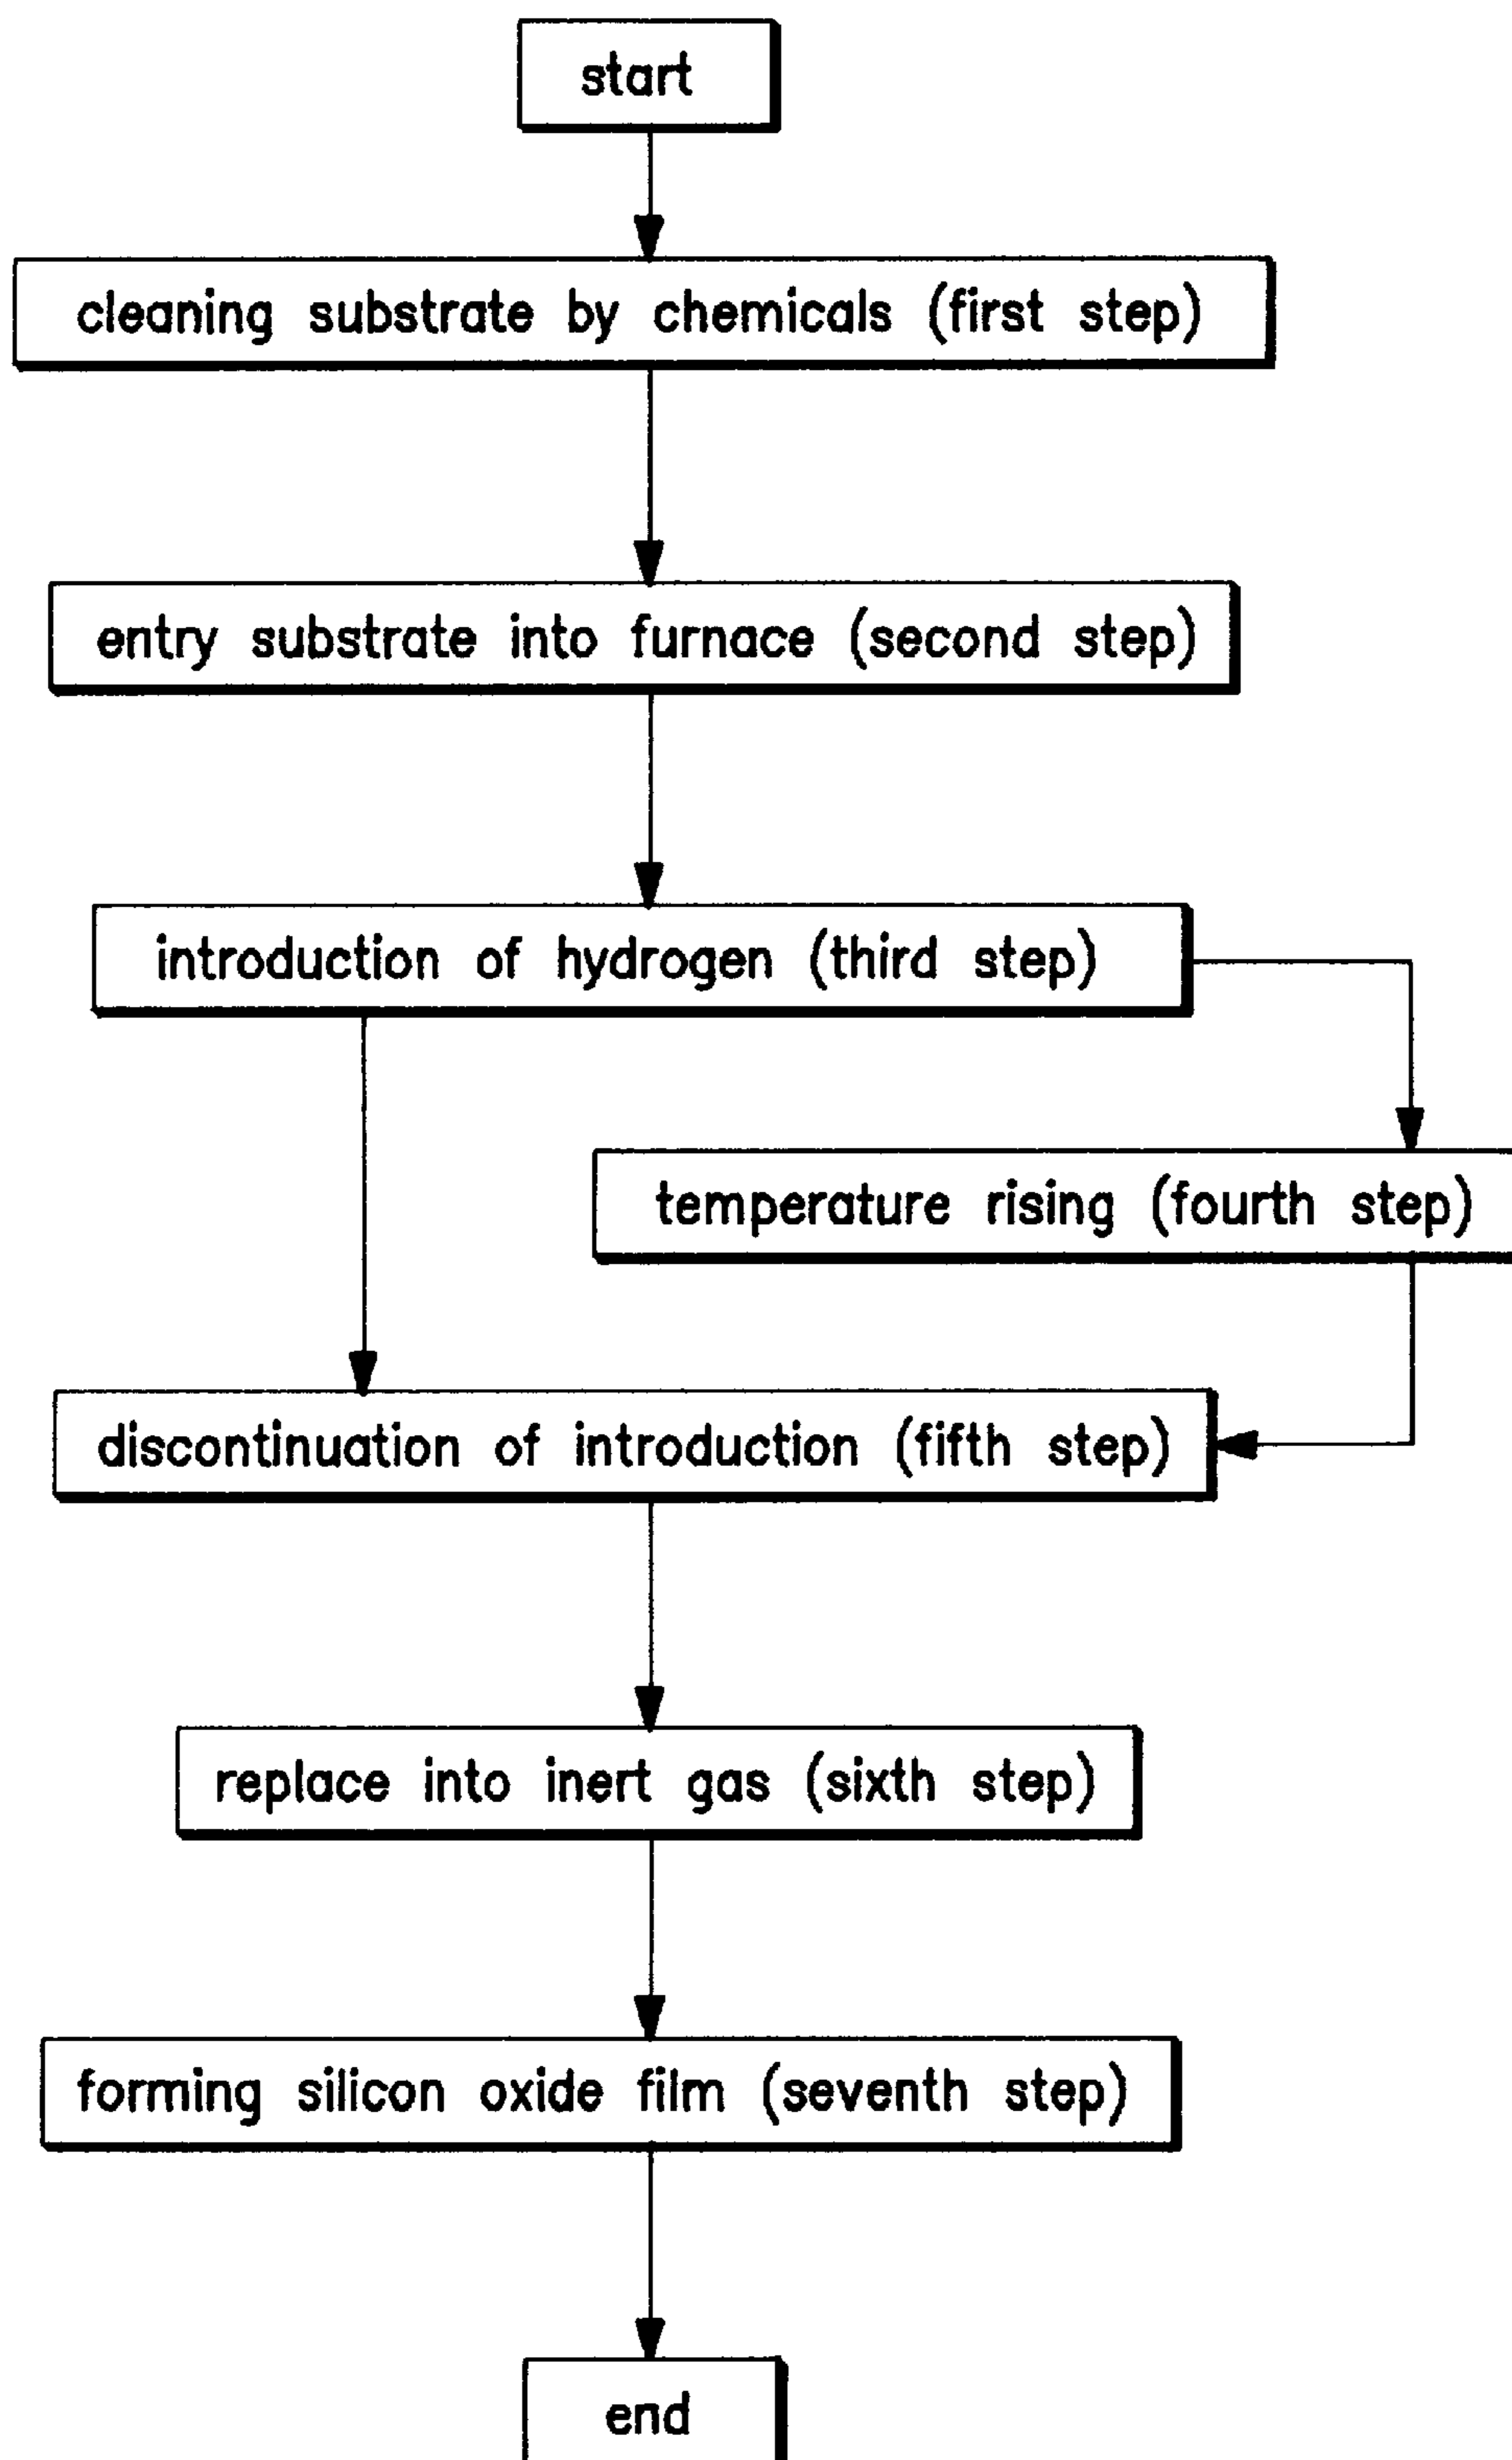 start
cleaning substrate by chemicals (first step)
entry substrate into furnace (second step)
introduction of hydrogen (third step)
temperature rising (fourth step)
discontinuation of introduction (fifth step)
replace into inert gas (sixth step)
forming silicon oxide film (seventh step)
end